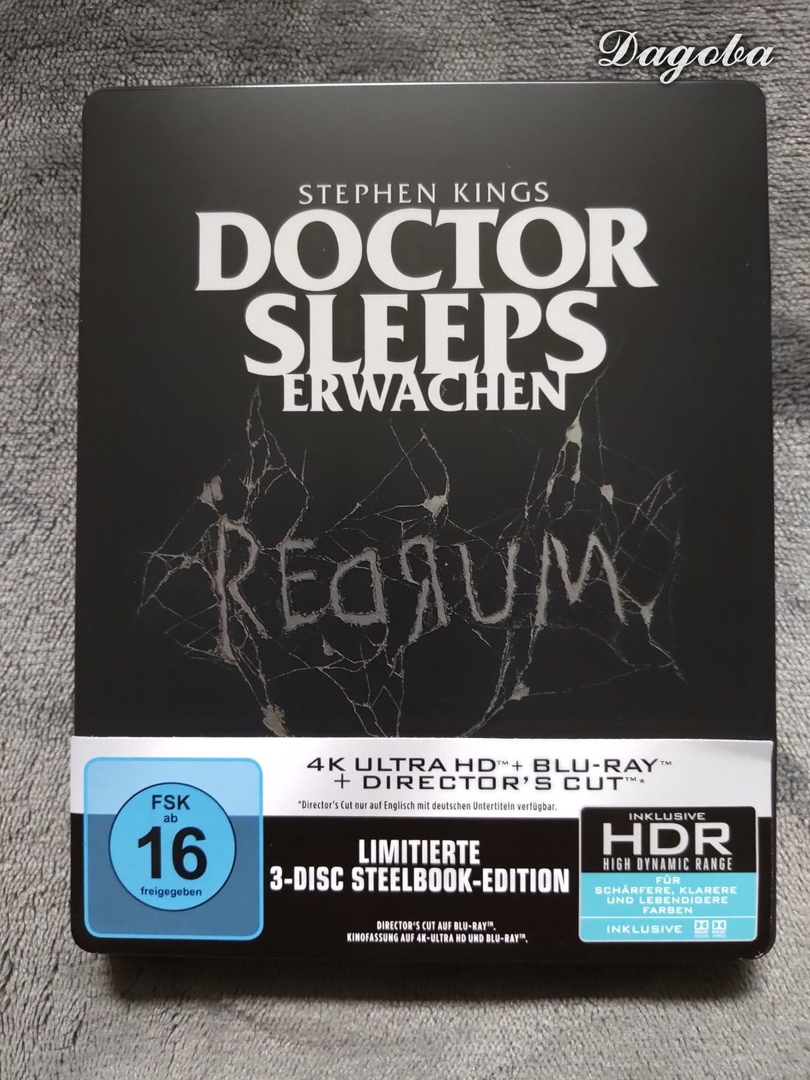 Dagoba
STEPHEN KINGS
DOCTOR
SLEEPS
ERWACHEN
REDЯUM
4K ULTRA HD™ + BLU-RAY™
+ DIRECTOR'S CUT™*
*Director's Cut nur auf Englisch mit deutschen Untertiteln verfügbar.
FSK
ab
16
freigegeben
LIMITIERTE
3-DISC STEELBOOK-EDITION
DIRECTOR'S CUT AUF BLU-RAY™.
KINOFASSUNG AUF 4K-ULTRA HD UND BLU-RAY™.
INKLUSIVE
HDR
HIGH DYNAMIC RANGE
FÜR
SCHÄRFERE, KLARERE
UND LEBENDIGERE
FARBEN
INKLUSIVE